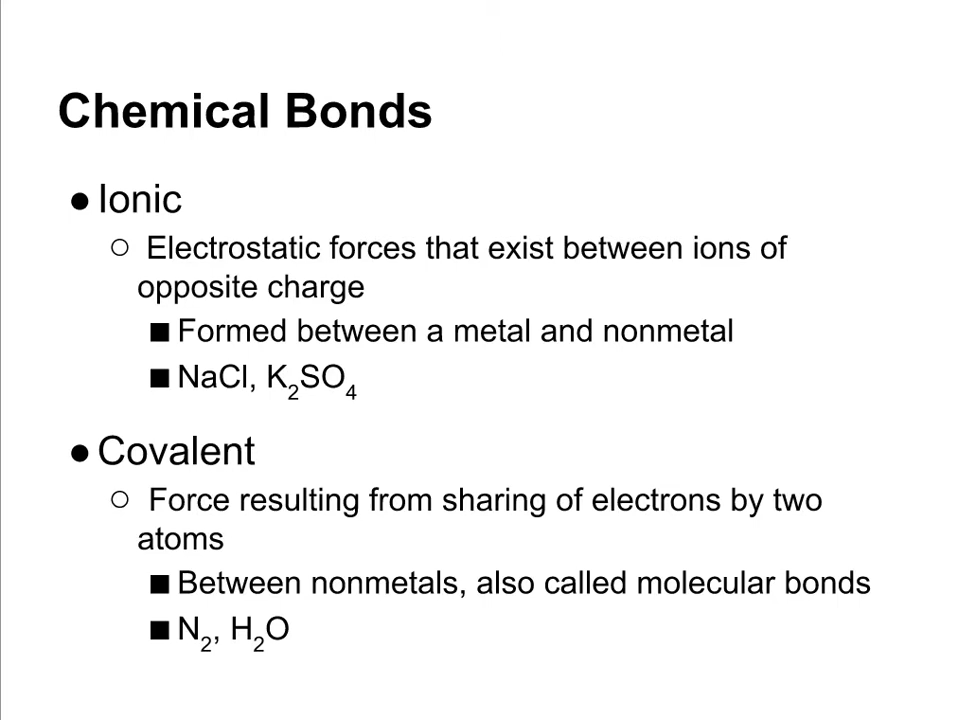 Chemical Bonds
● Ionic
○ Electrostatic forces that exist between ions of
opposite charge
■ Formed between a metal and nonmetal
■ NaCl, K₂SO₄
● Covalent
○ Force resulting from sharing of electrons by two
atoms
■ Between nonmetals, also called molecular bonds
■ N₂, H₂O